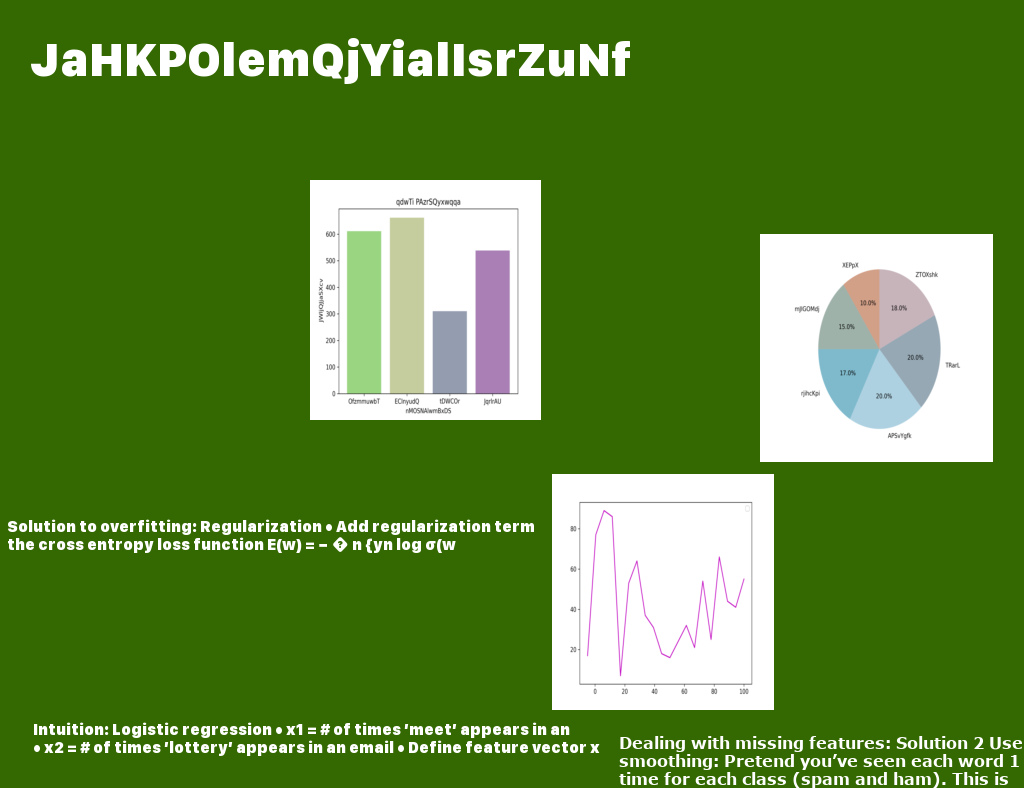 JaHKPOlemQjYialIsrZuNf
qdwTi PAzrSQyxwqqa
600
500
400
300
200
100
0
OfzmmuwbT ECInyudQ tDWCOr JqrlrAU
nMOSNAlwmBxDS
XEPpX
ZTOXshk
10.0%
18.0%
mJIGOMdj
15.0%
20.0%
TRarL
17.0%
rjIhcKpi
20.0%
APSvYgfk
80
60
40
20
0 20 40 60 80 100
Solution to overfitting: Regularization • Add regularization term
the cross entropy loss function E(w) = − � n {yn log σ(w
Intuition: Logistic regression • x1 = # of times 'meet' appears in an
• x2 = # of times 'lottery' appears in an email • Define feature vector x
Dealing with missing features: Solution 2 Use
smoothing: Pretend you've seen each word 1
time for each class (spam and ham). This is